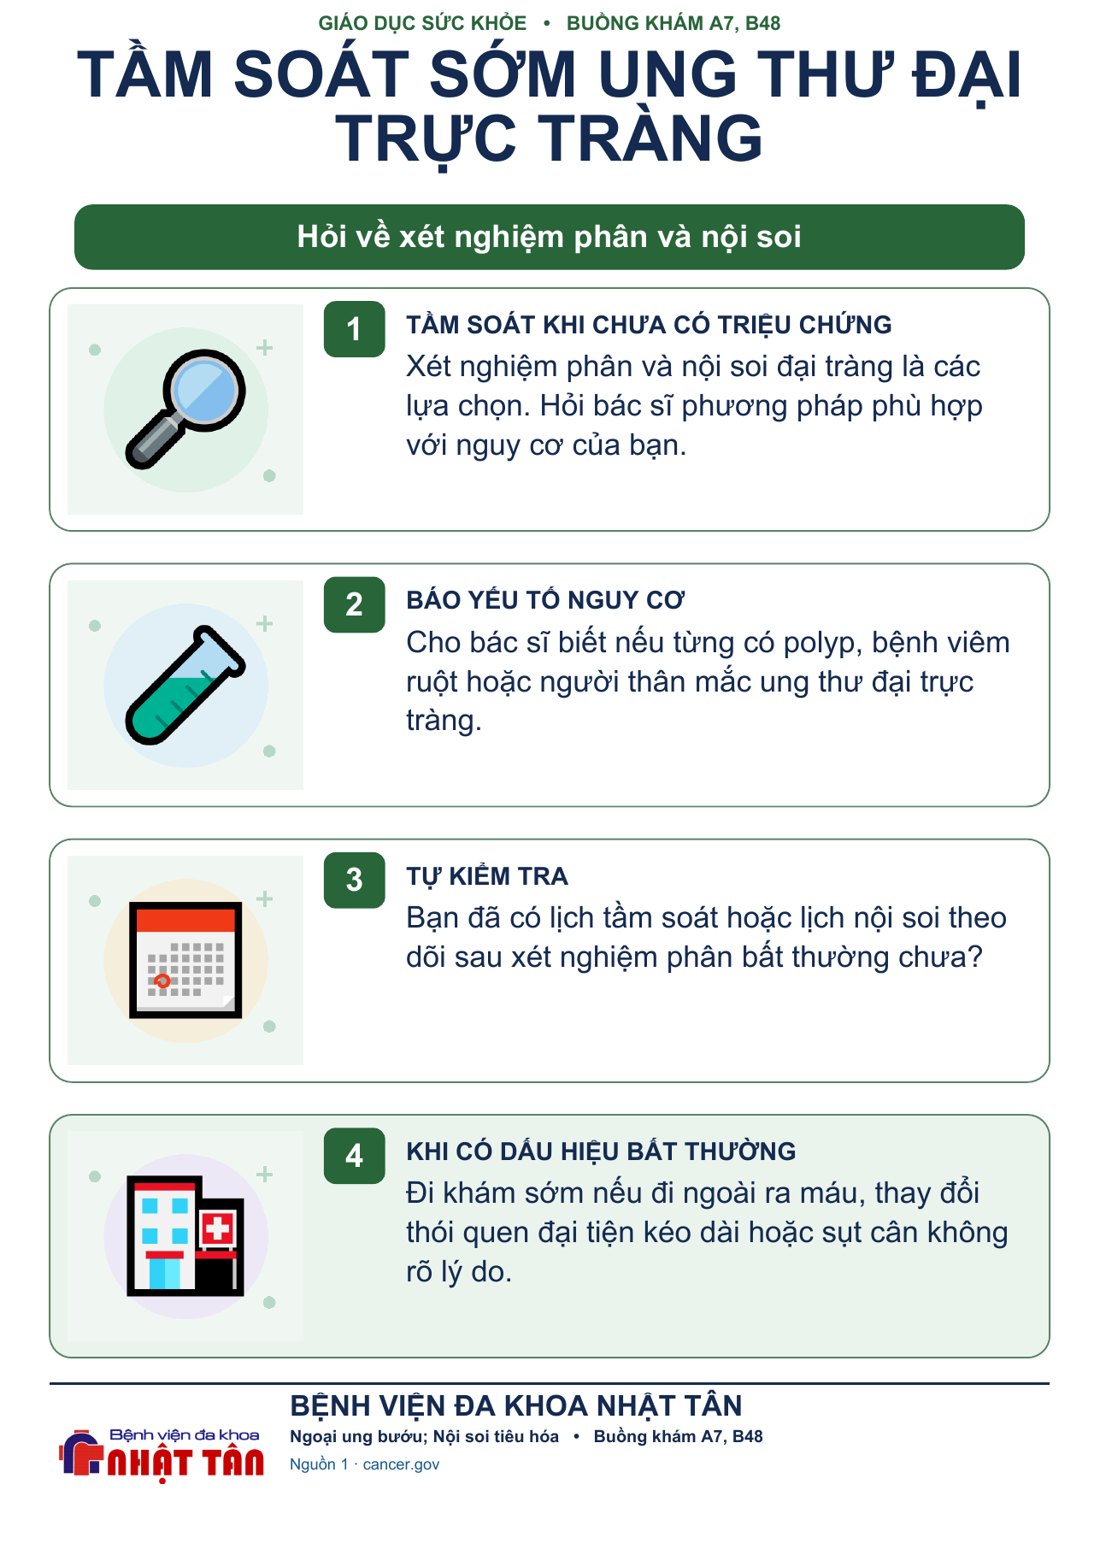 GIÁO DỤC SỨC KHỎE • BUỒNG KHÁM A7, B48
TẦM SOÁT SỚM UNG THƯ ĐẠI
TRỰC TRÀNG
Hỏi về xét nghiệm phân và nội soi
1
TẦM SOÁT KHI CHƯA CÓ TRIỆU CHỨNG
Xét nghiệm phân và nội soi đại tràng là các
lựa chọn. Hỏi bác sĩ phương pháp phù hợp
với nguy cơ của bạn.
2
BÁO YẾU TỐ NGUY CƠ
Cho bác sĩ biết nếu từng có polyp, bệnh viêm
ruột hoặc người thân mắc ung thư đại trực
tràng.
3
TỰ KIỂM TRA
Bạn đã có lịch tầm soát hoặc lịch nội soi theo
dõi sau xét nghiệm phân bất thường chưa?
4
KHI CÓ DẤU HIỆU BẤT THƯỜNG
Đi khám sớm nếu đi ngoài ra máu, thay đổi
thói quen đại tiện kéo dài hoặc sụt cân không
rõ lý do.
BỆNH VIỆN ĐA KHOA NHẬT TÂN
Ngoại ung bướu; Nội soi tiêu hóa • Buồng khám A7, B48
Nguồn 1 · cancer.gov
Bệnh viện đa khoa
NHẬT TÂN